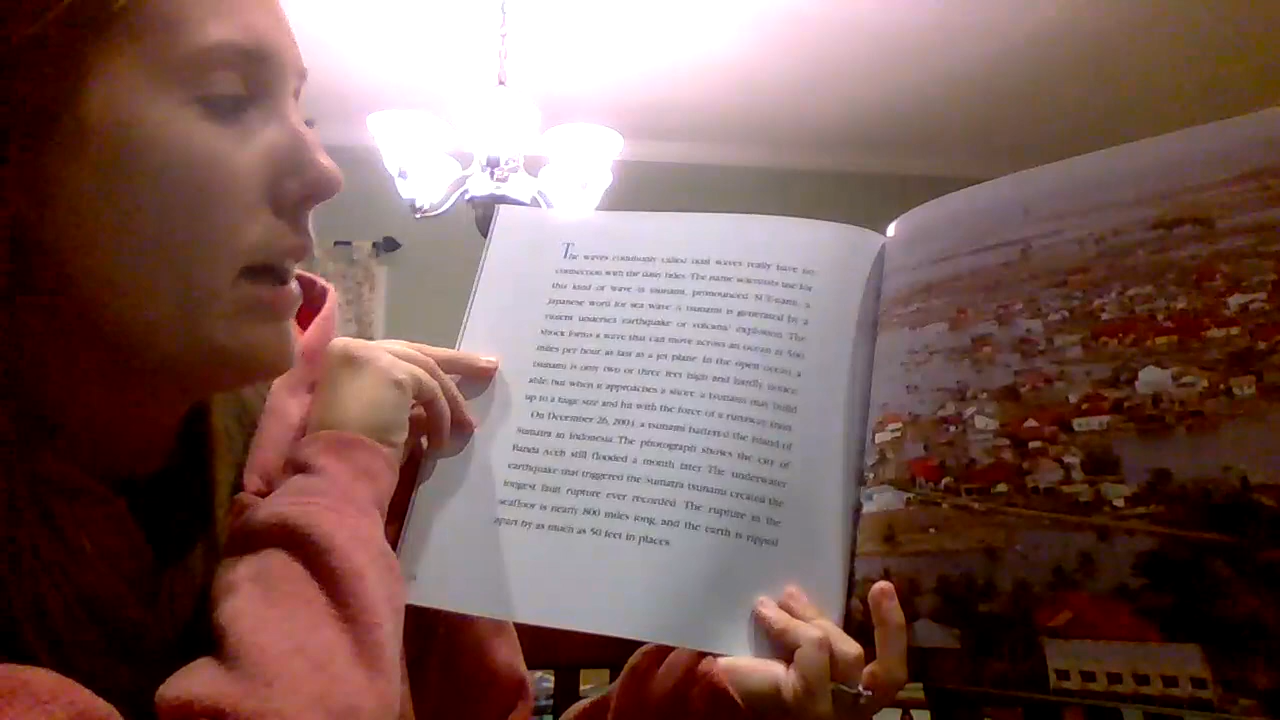 The waves commonly called tidal waves really have no
connection with the daily tides. The name scientists use for
this kind of wave is tsunami, pronounced a
Japanese word for sea wave. A tsunami is generated by a
violent undersea earthquake or volcanic explosion. The
shock forms a wave that can move across an ocean at 500
miles per hour as fast as a jet plane. In the open ocean, a
tsunami is only two or three feet high and hardly notice-
able, but when it approaches a shore, a tsunami may build
up to a huge size and hit with the force of a runaway train.
On December 26, 2004, a tsunami battered the island of
Sumatra in Indonesia. The photograph shows the city of
Banda Aceh still flooded a month later. The underwater
earthquake that triggered the Sumatra tsunami created the
longest fault rupture ever recorded. The rupture in the
seafloor is nearly 800 miles long, and the earth is ripped
apart by as much as 50 feet in places.